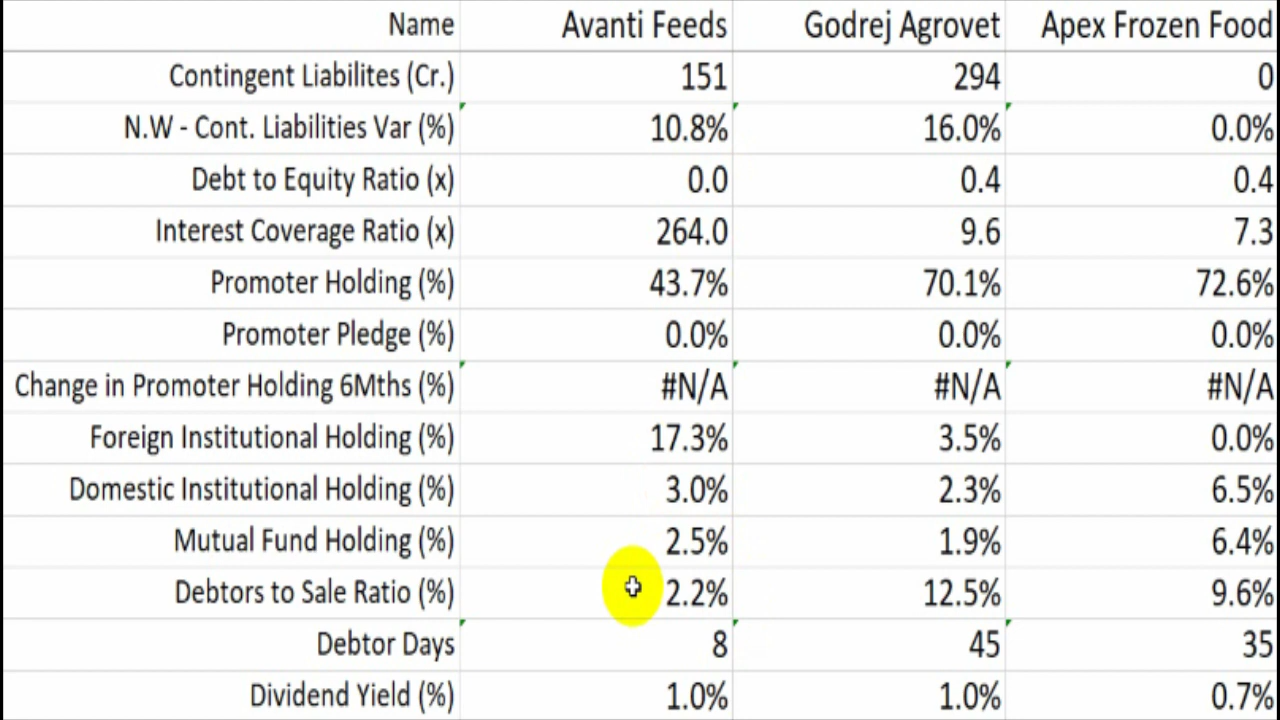 Name Avanti Feeds Godrej Agrovet Apex Frozen Food
Contingent Liabilites (Cr.) 151 294 0
N.W - Cont. Liabilities Var (%) 10.8% 16.0% 0.0%
Debt to Equity Ratio (x) 0.0 0.4 0.4
Interest Coverage Ratio (x) 264.0 9.6 7.3
Promoter Holding (%) 43.7% 70.1% 72.6%
Promoter Pledge (%) 0.0% 0.0% 0.0%
Change in Promoter Holding 6Mths (%) #N/A #N/A #N/A
Foreign Institutional Holding (%) 17.3% 3.5% 0.0%
Domestic Institutional Holding (%) 3.0% 2.3% 6.5%
Mutual Fund Holding (%) 2.5% 1.9% 6.4%
Debtors to Sale Ratio (%) 2.2% 12.5% 9.6%
Debtor Days 8 45 35
Dividend Yield (%) 1.0% 1.0% 0.7%